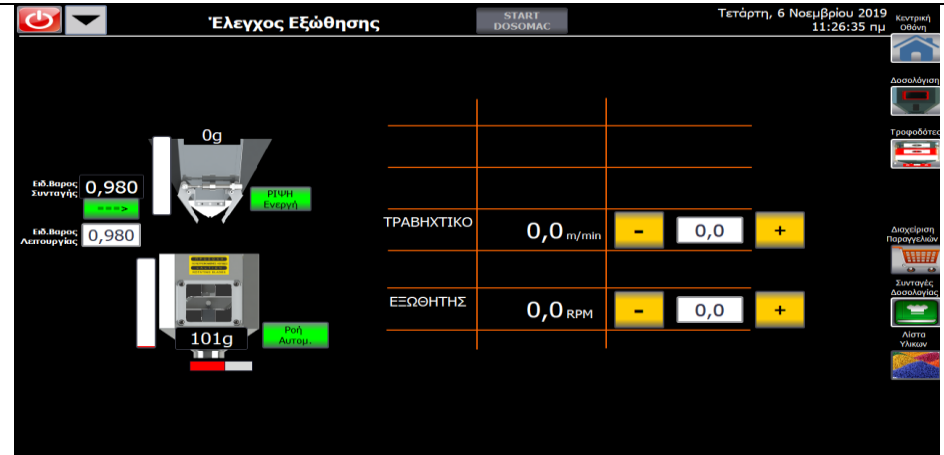 Έλεγχος Εξώθησης
START
DOSOMAC
Τετάρτη, 6 Νοεμβρίου 2019
11:26:35 πμ
Κεντρική
Οθόνη
Δοσολόγιση
Τροφοδότες
0g
Ειδ.Βαρος
Συνταγής
0,980
===>
ΡΙΨΗ
Ενεργή
Ειδ.Βαρος
Λειτουργίας
0,980
ΤΡΑΒΗΧΤΙΚΟ
0,0 m/min
-
0,0
+
Διαχείριση
Παραγγελιών
Συνταγές
Δοσολογίας
ΕΞΩΘΗΤΗΣ
0,0 RPM
-
0,0
+
101g
Ροή
Αυτομ.
Λίστα
Υλικων